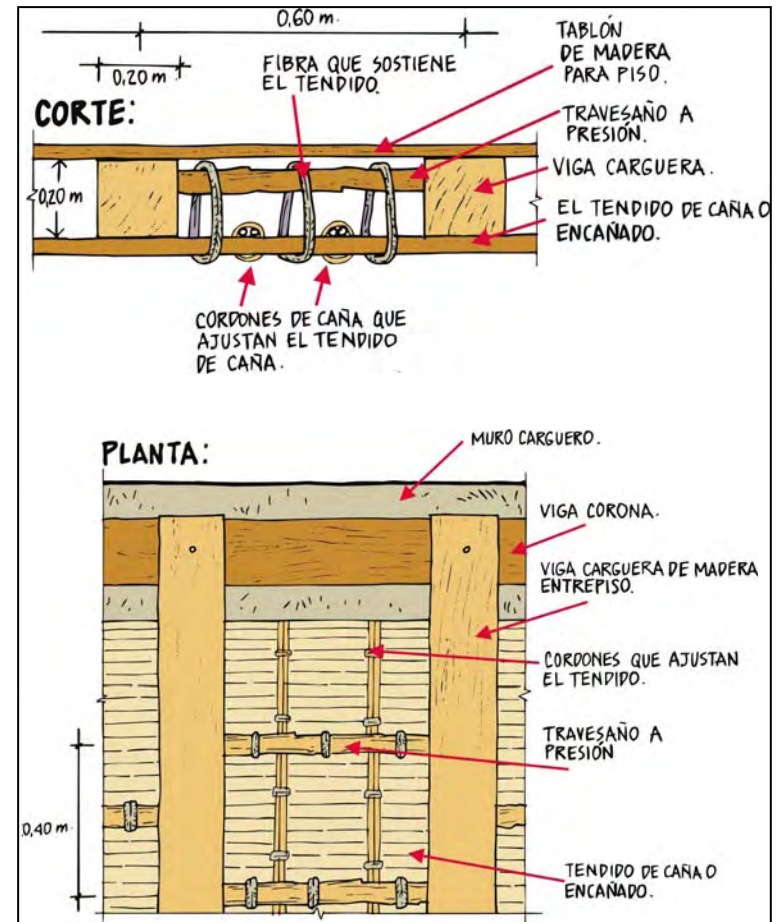 0,60 m.
0,20 m
CORTE:
FIBRA QUE SOSTIENE
EL TENDIDO.
TABLÓN
DE MADERA
PARA PISO.
TRAVESAÑO A
PRESIÓN.
VIGA CARGUERA.
EL TENDIDO DE CAÑA O
ENCAÑADO.
0,20 m
CORDONES DE CAÑA QUE
AJUSTAN EL TENDIDO
DE CAÑA.
PLANTA:
MURO CARGUERO.
VIGA CORONA.
VIGA CARGUERA DE MADERA
ENTREPISO.
CORDONES QUE AJUSTAN
EL TENDIDO.
TRAVESAÑO A
PRESIÓN
0,40 m.
TENDIDO DE CAÑA O
ENCAÑADO.